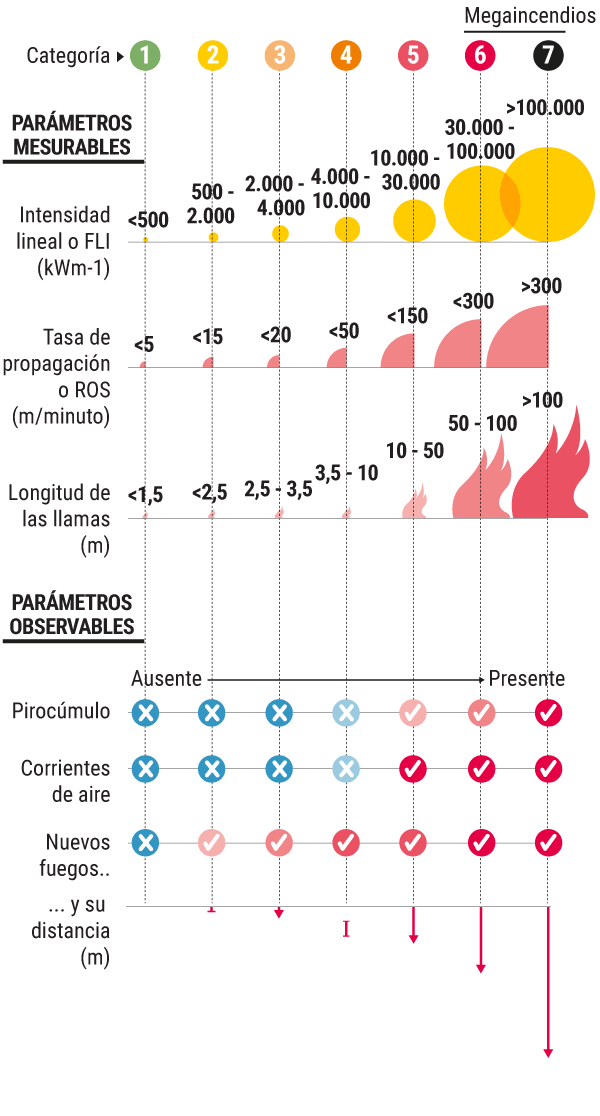 Megaincendios
Categoría
1 2 3 4 5 6 7
PARÁMETROS
MESURABLES
Intensidad
lineal o FLI
(kWm-1)
<500
500 -
2.000
2.000 -
4.000
4.000 -
10.000
10.000 -
30.000
30.000 -
100.000
>100.000
Tasa de
propagación
o ROS
(m/minuto)
<5
<15
<20
<50
<150
<300
>300
Longitud de
las llamas
(m)
<1,5
<2,5
2,5 - 3,5
3,5 - 10
10 - 50
50 - 100
>100
PARÁMETROS
OBSERVABLES
Ausente
Presente
Pirocúmulo
Corrientes
de aire
Nuevos
fuegos..
... y su
distancia
(m)